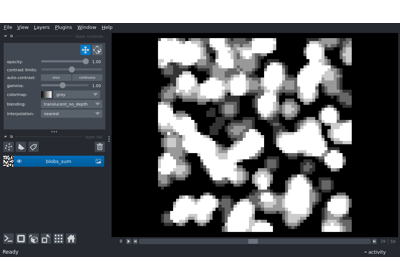 File View Layers Plugins Window Help
opacity: 1.00
contrast limits:
auto-contrast: once continuous
gamma: 1.00
colormap: gray
blending: translucent_no_depth
interpolation: nearest
blobs_sum
Ready
activity